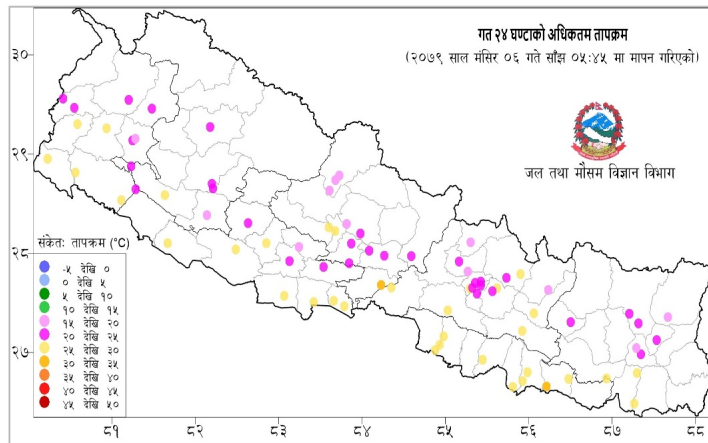 गत २४ घण्टाको अधिकतम तापक्रम
(२०७९ साल मंसिर ०६ गते साँझ ०५:४५ मा मापन गरिएको)
जल तथा मौसम विज्ञान विभाग
३०
२९
२८
२७
संकेतः तापक्रम (°C)
-५ देखि ०
० देखि ५
५ देखि १०
१० देखि १५
१५ देखि २०
२० देखि २५
२५ देखि ३०
३० देखि ३५
३५ देखि ४०
४० देखि ४५
४५ देखि ५०
८१ ८२ ८३ ८४ ८५ ८६ ८७ ८८